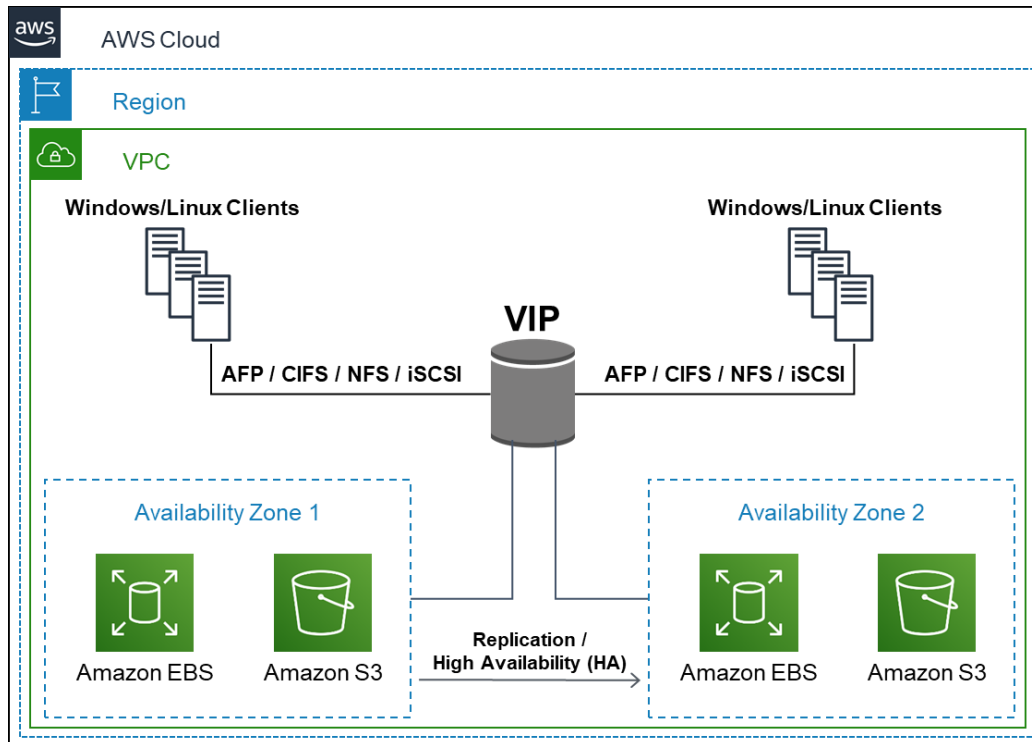 aws
AWS Cloud
Region
VPC
Windows/Linux Clients
Windows/Linux Clients
VIP
AFP / CIFS / NFS / iSCSI
AFP / CIFS / NFS / iSCSI
Availability Zone 1
Availability Zone 2
Amazon EBS
Amazon S3
Replication /
High Availability (HA)
Amazon EBS
Amazon S3